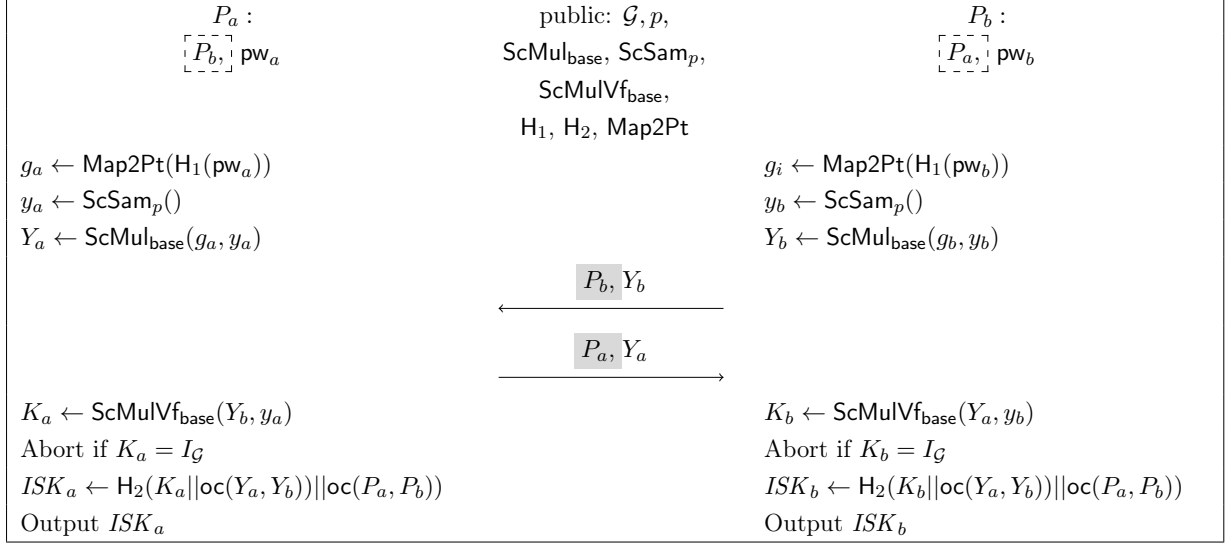 P_a : public: 𝒢, p, P_b :
P_b, pw_a ScMul_base, ScSam_p, P_a, pw_b
ScMulVf_base,
H_1, H_2, Map2Pt
g_a ← Map2Pt(H_1(pw_a)) g_i ← Map2Pt(H_1(pw_b))
y_a ← ScSam_p() y_b ← ScSam_p()
Y_a ← ScMul_base(g_a, y_a) Y_b ← ScMul_base(g_b, y_b)
P_b, Y_b
P_a, Y_a
K_a ← ScMulVf_base(Y_b, y_a) K_b ← ScMulVf_base(Y_a, y_b)
Abort if K_a = I_𝒢 Abort if K_b = I_𝒢
ISK_a ← H_2(K_a||oc(Y_a, Y_b))||oc(P_a, P_b)) ISK_b ← H_2(K_b||oc(Y_a, Y_b))||oc(P_a, P_b))
Output ISK_a Output ISK_b